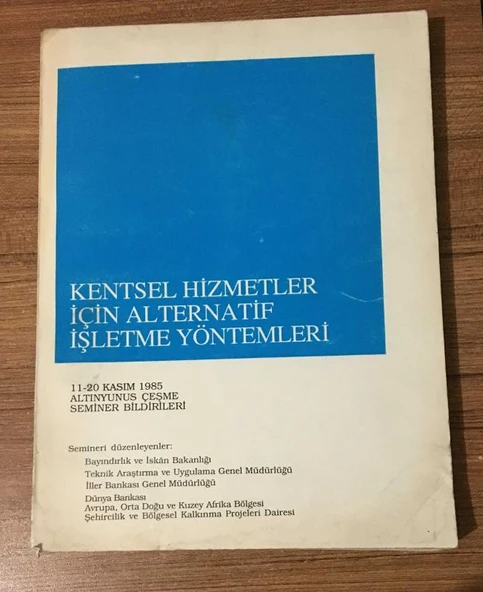 KENTSEL HİZMETLER
İÇİN ALTERNATİF
İŞLETME YÖNTEMLERİ
11-20 KASIM 1985
ALTINYUNUS ÇEŞME
SEMİNER BİLDİRİLERİ
Semineri düzenleyenler:
Bayındırlık ve İskân Bakanlığı
Teknik Araştırma ve Uygulama Genel Müdürlüğü
İller Bankası Genel Müdürlüğü
Dünya Bankası
Avrupa, Orta Doğu ve Kuzey Afrika Bölgesi
Şehircilik ve Bölgesel Kalkınma Projeleri Dairesi